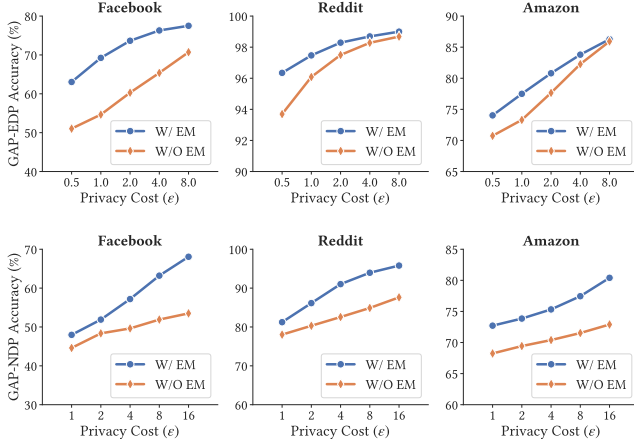 Facebook
Reddit
Amazon
GAP-EDP Accuracy (%)
80
70
60
50
40
W/ EM
W/O EM
0.5 1.0 2.0 4.0 8.0
Privacy Cost (ε)
100
98
96
94
92
90
W/ EM
W/O EM
0.5 1.0 2.0 4.0 8.0
Privacy Cost (ε)
90
85
80
75
70
65
W/ EM
W/O EM
0.5 1.0 2.0 4.0 8.0
Privacy Cost (ε)
Facebook
Reddit
Amazon
GAP-NDP Accuracy (%)
70
60
50
40
30
W/ EM
W/O EM
1 2 4 8 16
Privacy Cost (ε)
100
90
80
70
60
W/ EM
W/O EM
1 2 4 8 16
Privacy Cost (ε)
85
80
75
70
65
60
W/ EM
W/O EM
1 2 4 8 16
Privacy Cost (ε)